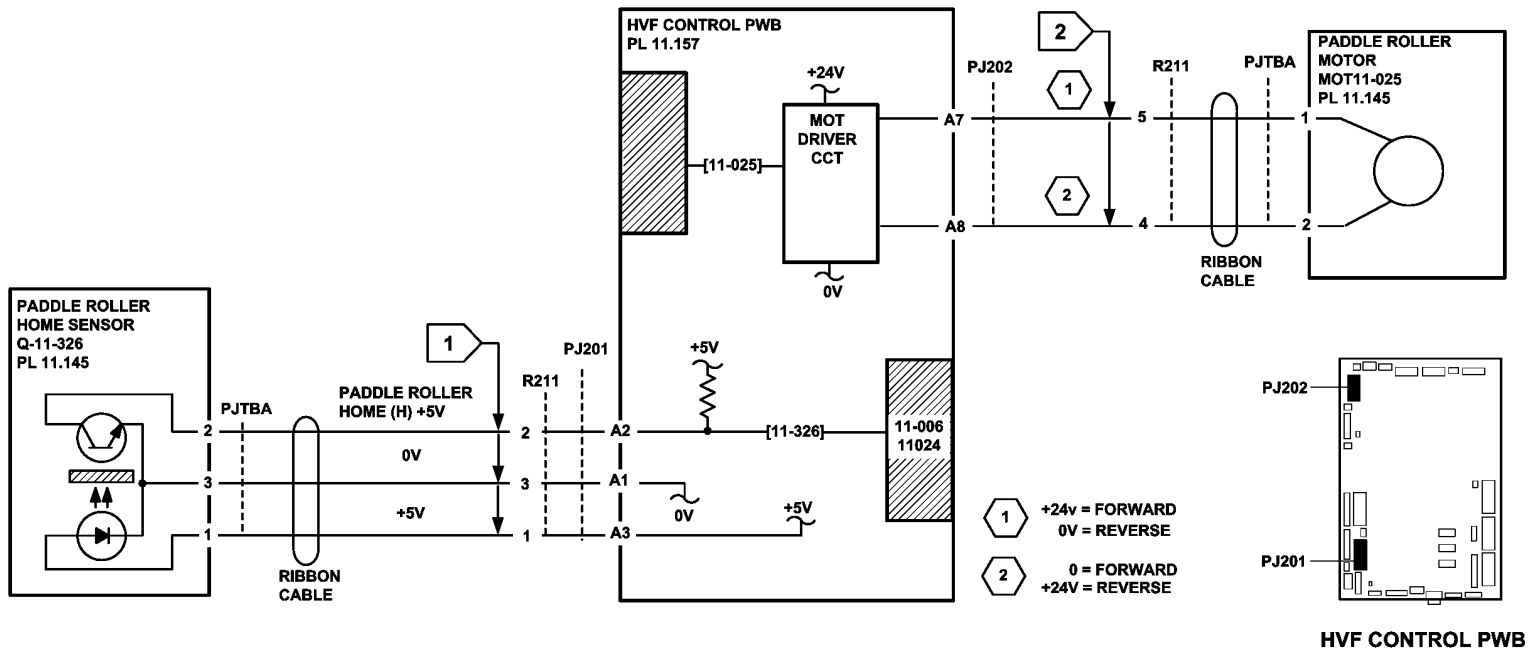 HVF CONTROL PWB
PL 11.157
+24V
MOT
DRIVER
CCT
[11-025]
0V
A7
A8
PJ202
2
1
2
5
4
R211
PJTBA
RIBBON
CABLE
1
2
PADDLE ROLLER
MOTOR
MOT11-025
PL 11.145
PADDLE ROLLER
HOME SENSOR
Q-11-326
PL 11.145
2
3
1
PJTBA
RIBBON
CABLE
PADDLE ROLLER
HOME (H) +5V
0V
+5V
1
2
3
1
R211
PJ201
A2
A1
A3
+5V
[11-326]
0V
+5V
11-006
11024
1
+24v = FORWARD
0V = REVERSE
2
0 = FORWARD
+24V = REVERSE
PJ202
PJ201
HVF CONTROL PWB